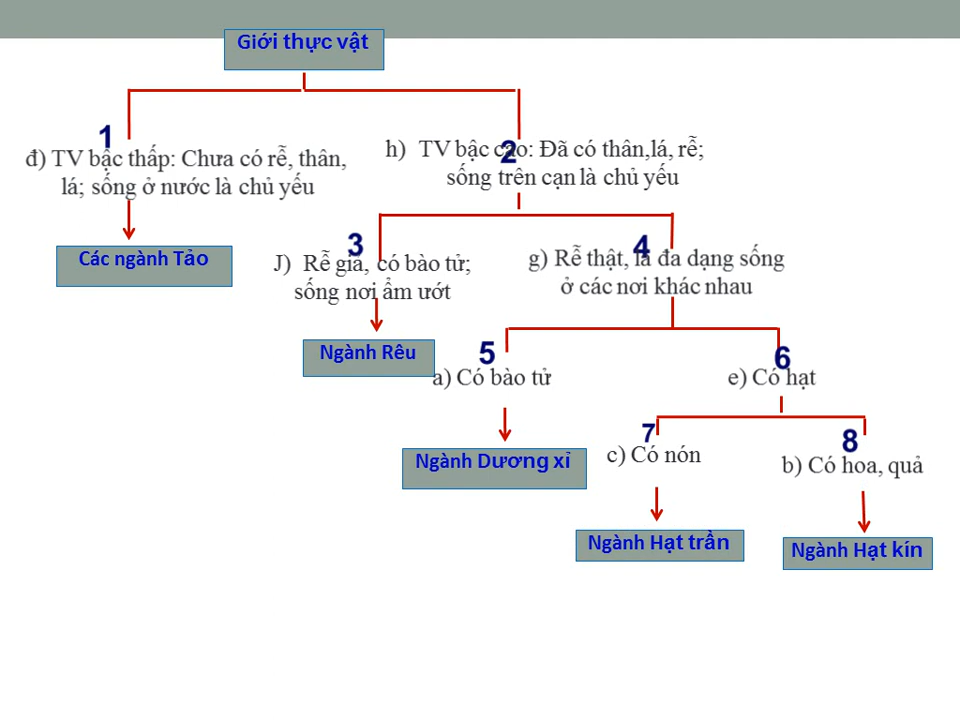 Giới thực vật
1
đ) TV bậc thấp: Chưa có rễ, thân,
lá; sống ở nước là chủ yếu
2
h) TV bậc cao: Đã có thân,lá, rễ;
sống trên cạn là chủ yếu
Các ngành Tảo
3
J) Rễ giả, có bào tử;
sống nơi ẩm ướt
4
g) Rễ thật, lá đa dạng sống
ở các nơi khác nhau
Ngành Rêu
5
a) Có bào tử
6
e) Có hạt
Ngành Dương xỉ
7
c) Có nón
8
b) Có hoa, quả
Ngành Hạt trần
Ngành Hạt kín